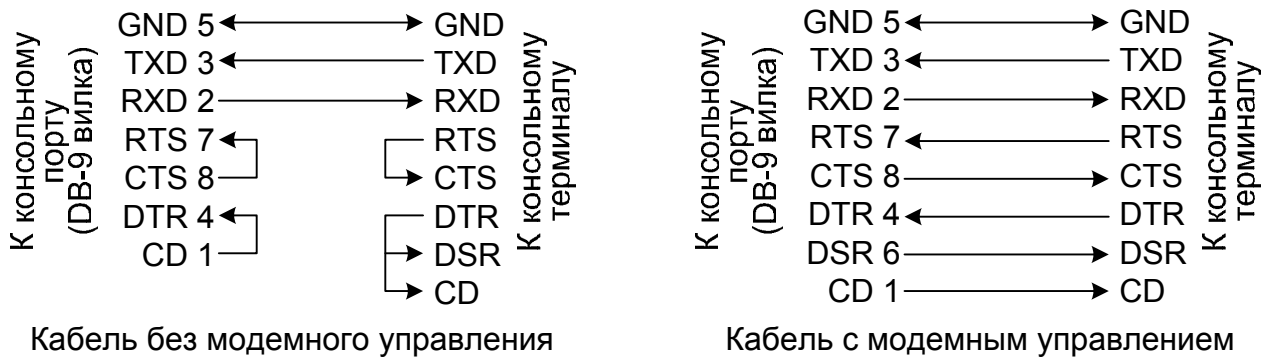 К консольному
порту
(DB-9 вилка)
GND 5 GND
TXD 3 TXD
RXD 2 RXD
RTS 7 RTS
CTS 8 CTS
DTR 4 DTR
CD 1 DSR
CD
К консольному
терминалу
Кабель без модемного управления
К консольному
порту
(DB-9 вилка)
GND 5 GND
TXD 3 TXD
RXD 2 RXD
RTS 7 RTS
CTS 8 CTS
DTR 4 DTR
DSR 6 DSR
CD 1 CD
К консольному
терминалу
Кабель с модемным управлением